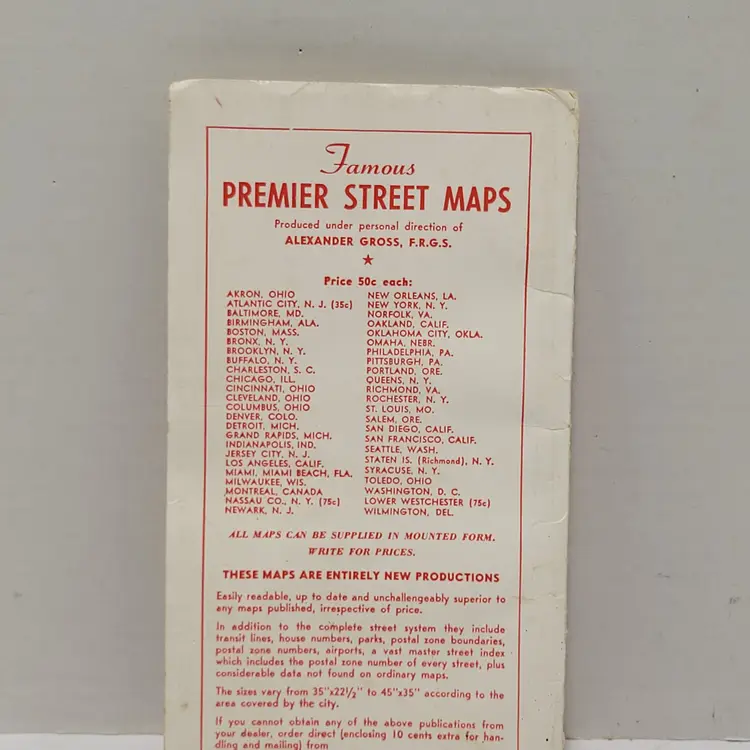 Famous
PREMIER STREET MAPS
Produced under personal direction of
ALEXANDER GROSS, F.R.G.S.
★
Price 50c each:
AKRON, OHIO
ATLANTIC CITY, N. J. (35c)
BALTIMORE, MD.
BIRMINGHAM, ALA.
BOSTON, MASS.
BRONX, N. Y.
BROOKLYN, N. Y.
BUFFALO, N. Y.
CHARLESTON, S. C.
CHICAGO, ILL.
CINCINNATI, OHIO
CLEVELAND, OHIO
COLUMBUS, OHIO
DENVER, COLO.
DETROIT, MICH.
GRAND RAPIDS, MICH.
INDIANAPOLIS, IND.
JERSEY CITY, N. J.
LOS ANGELES, CALIF.
MIAMI, MIAMI BEACH, FLA.
MILWAUKEE, WIS.
MONTREAL, CANADA
NASSAU CO., N. Y. (75c)
NEWARK, N. J.
NEW ORLEANS, LA.
NEW YORK, N. Y.
NORFOLK, VA.
OAKLAND, CALIF.
OKLAHOMA CITY, OKLA.
OMAHA, NEBR.
PHILADELPHIA, PA.
PITTSBURGH, PA.
PORTLAND, ORE.
QUEENS, N. Y.
RICHMOND, VA.
ROCHESTER, N. Y.
ST. LOUIS, MO.
SALEM, ORE.
SAN DIEGO, CALIF.
SAN FRANCISCO, CALIF.
SEATTLE, WASH.
STATEN IS. (Richmond), N. Y.
SYRACUSE, N. Y.
TOLEDO, OHIO
WASHINGTON, D. C.
LOWER WESTCHESTER (75c)
WILMINGTON, DEL.
ALL MAPS CAN BE SUPPLIED IN MOUNTED FORM.
WRITE FOR PRICES.
THESE MAPS ARE ENTIRELY NEW PRODUCTIONS
Easily readable, up to date and unchallengeably superior to
any maps published, irrespective of price.
In addition to the complete street system they include
transit lines, house numbers, parks, postal zone boundaries,
postal zone numbers, airports, a vast master street index
which includes the postal zone number of every street, plus
considerable data not found on ordinary maps.
The sizes vary from 35"x22½" to 45"x35" according to the
area covered by the city.
If you cannot obtain any of the above publications from
your dealer, order direct (enclosing 10 cents extra for han-
dling and mailing) from